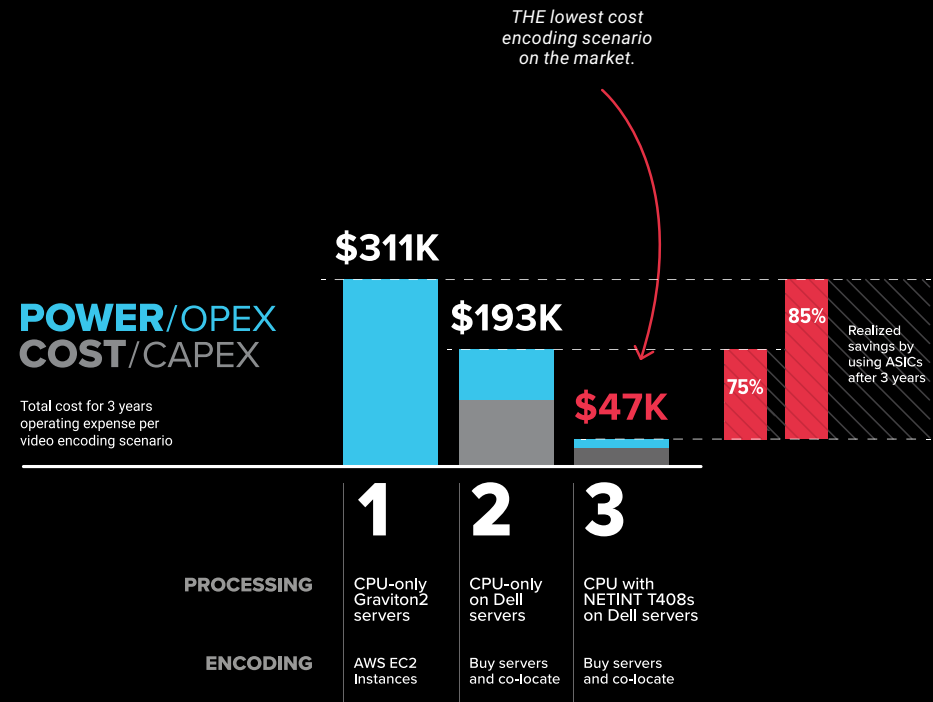 THE lowest cost
encoding scenario
on the market.
$311K
$193K
$47K
POWER/OPEX
COST/CAPEX
Total cost for 3 years
operating expense per
video encoding scenario
75%
85%
Realized
savings by
using ASICs
after 3 years
1
2
3
PROCESSING
CPU-only
Graviton2
servers
CPU-only
on Dell
servers
CPU with
NETINT T408s
on Dell servers
ENCODING
AWS EC2
Instances
Buy servers
and co-locate
Buy servers
and co-locate